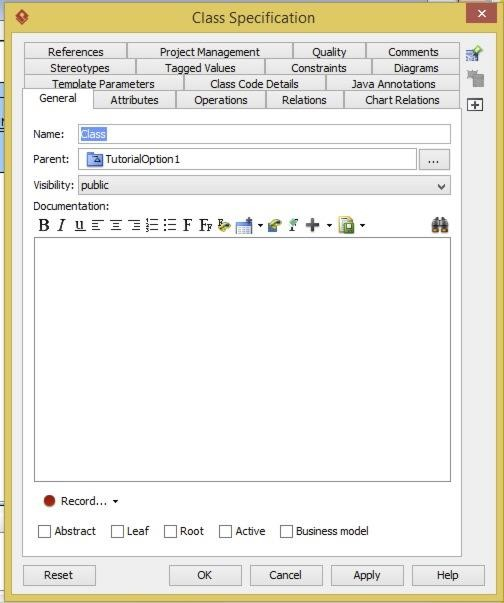 Class Specification
References Project Management Quality Comments
Stereotypes Tagged Values Constraints Diagrams
Template Parameters Class Code Details Java Annotations
General Attributes Operations Relations Chart Relations
Name: Class
Parent: TutorialOption1 ...
Visibility: public
Documentation:
B I u F FF
Record...
Abstract Leaf Root Active Business model
Reset OK Cancel Apply Help